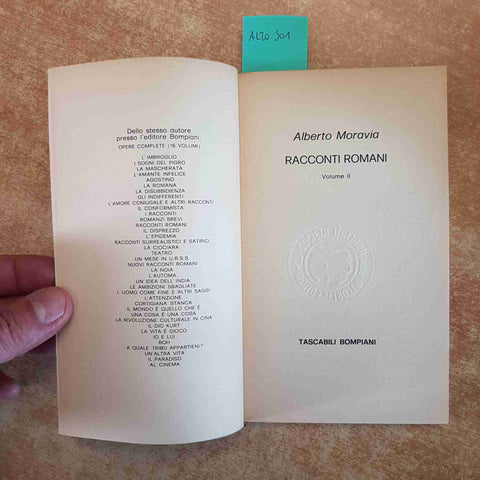 ALZO 301
Dello stesso autore
presso l'editore Bompiani:
OPERE COMPLETE (16 VOLUMI)
L'IMBROGLIO
I SOGNI DEL PIGRO
LA MASCHERATA
L'AMANTE INFELICE
AGOSTINO
LA ROMANA
LA DISUBBIDIENZA
GLI INDIFFERENTI
L'AMORE CONIUGALE E ALTRI RACCONTI
IL CONFORMISTA
I RACCONTI
ROMANZI BREVI
RACCONTI ROMANI
IL DISPREZZO
L'EPIDEMIA
RACCONTI SURREALISTICI E SATIRICI
LA CIOCIARA
TEATRO
UN MESE IN U.R.S.S.
NUOVI RACCONTI ROMANI
LA NOIA
L'AUTOMA
UN'IDEA DELL'INDIA
LE AMBIZIONI SBAGLIATE
L'UOMO COME FINE E ALTRI SAGGI
L'ATTENZIONE
CORTIGIANA STANCA
IL MONDO È QUELLO CHE È
UNA COSA È UNA COSA
LA RIVOLUZIONE CULTURALE IN CINA
IL DIO KURT
LA VITA È GIOCO
IO E LUI
BOH
A QUALE TRIBÙ APPARTIENI?
UN'ALTRA VITA
IL PARADISO
AL CINEMA
Alberto Moravia
RACCONTI ROMANI
Volume II
TASCABILI BOMPIANI